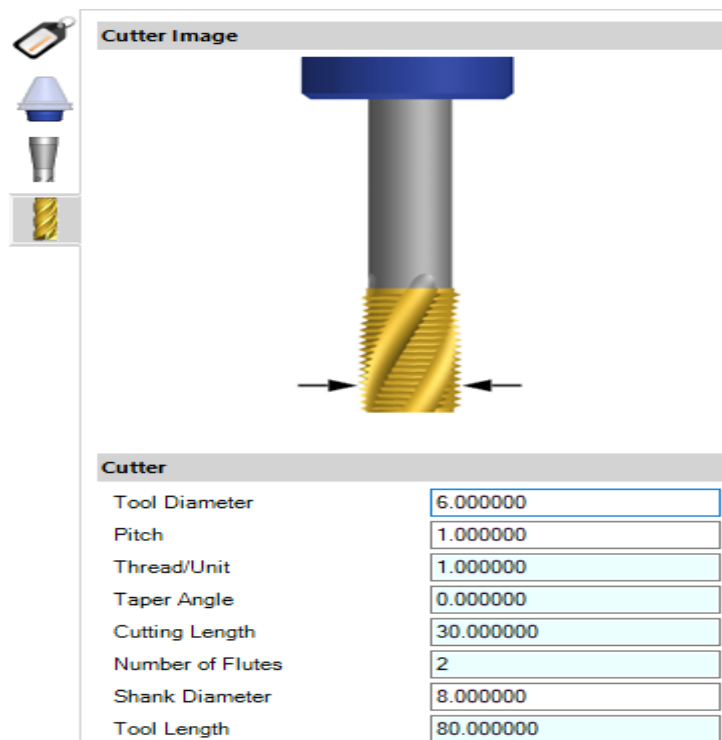 Cutter Image
Cutter
Tool Diameter 6.000000
Pitch 1.000000
Thread/Unit 1.000000
Taper Angle 0.000000
Cutting Length 30.000000
Number of Flutes 2
Shank Diameter 8.000000
Tool Length 80.000000